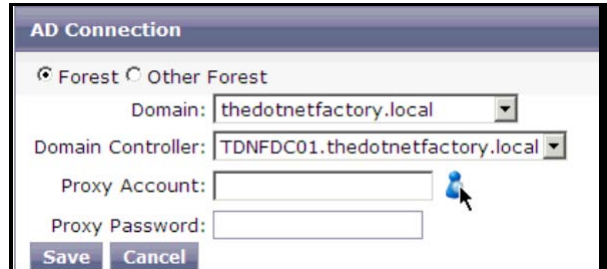 AD Connection
Forest Other Forest
Domain: thedotnetfactory.local
Domain Controller: TDNFDC01.thedotnetfactory.local
Proxy Account:
Proxy Password:
Save Cancel